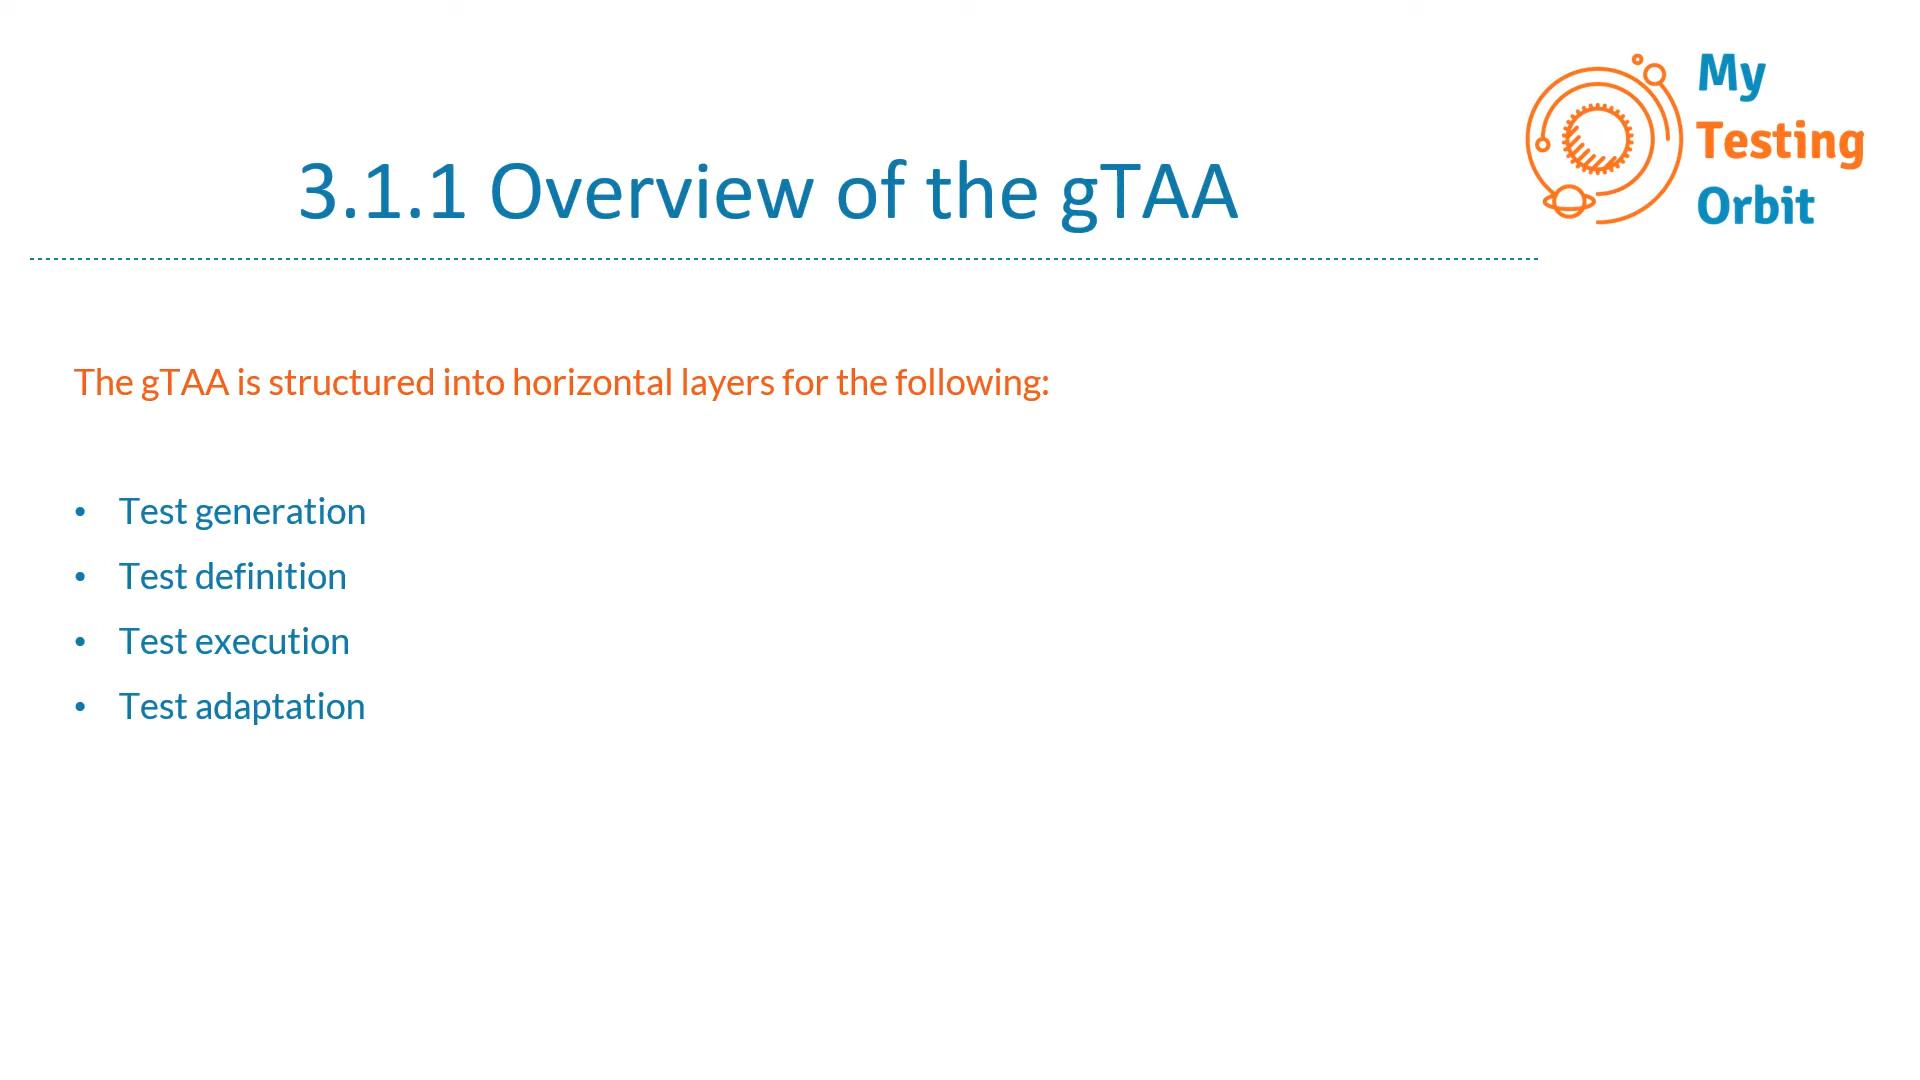 My
Testing
Orbit
3.1.1 Overview of the gTAA
The gTAA is structured into horizontal layers for the following:
• Test generation
• Test definition
• Test execution
• Test adaptation